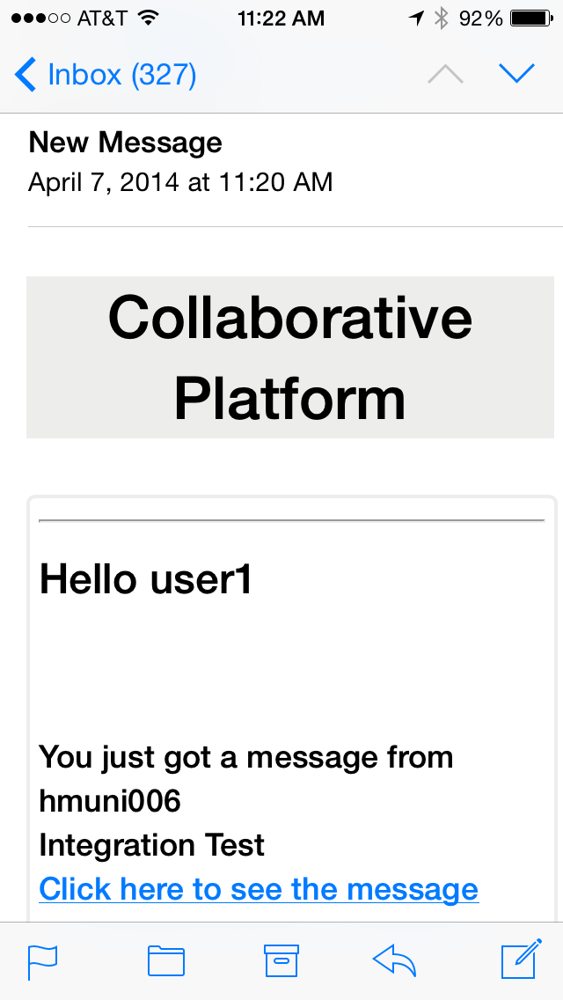 AT&T 11:22 AM 92%
Inbox (327)
New Message
April 7, 2014 at 11:20 AM
Collaborative
Platform
Hello user1
You just got a message from
hmuni006
Integration Test
Click here to see the message